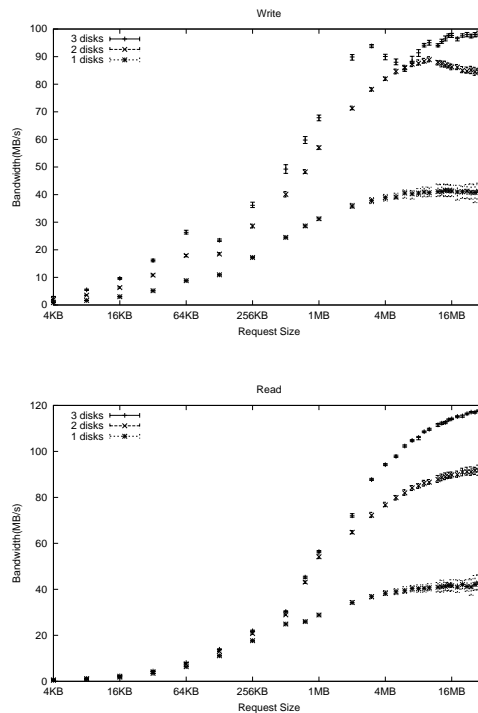 Write
Bandwidth(MB/s)
100
90
80
70
60
50
40
30
20
10
0
3 disks
2 disks
1 disks
4KB 16KB 64KB 256KB 1MB 4MB 16MB
Request Size
Read
Bandwidth(MB/s)
120
100
80
60
40
20
0
3 disks
2 disks
1 disks
4KB 16KB 64KB 256KB 1MB 4MB 16MB
Request Size